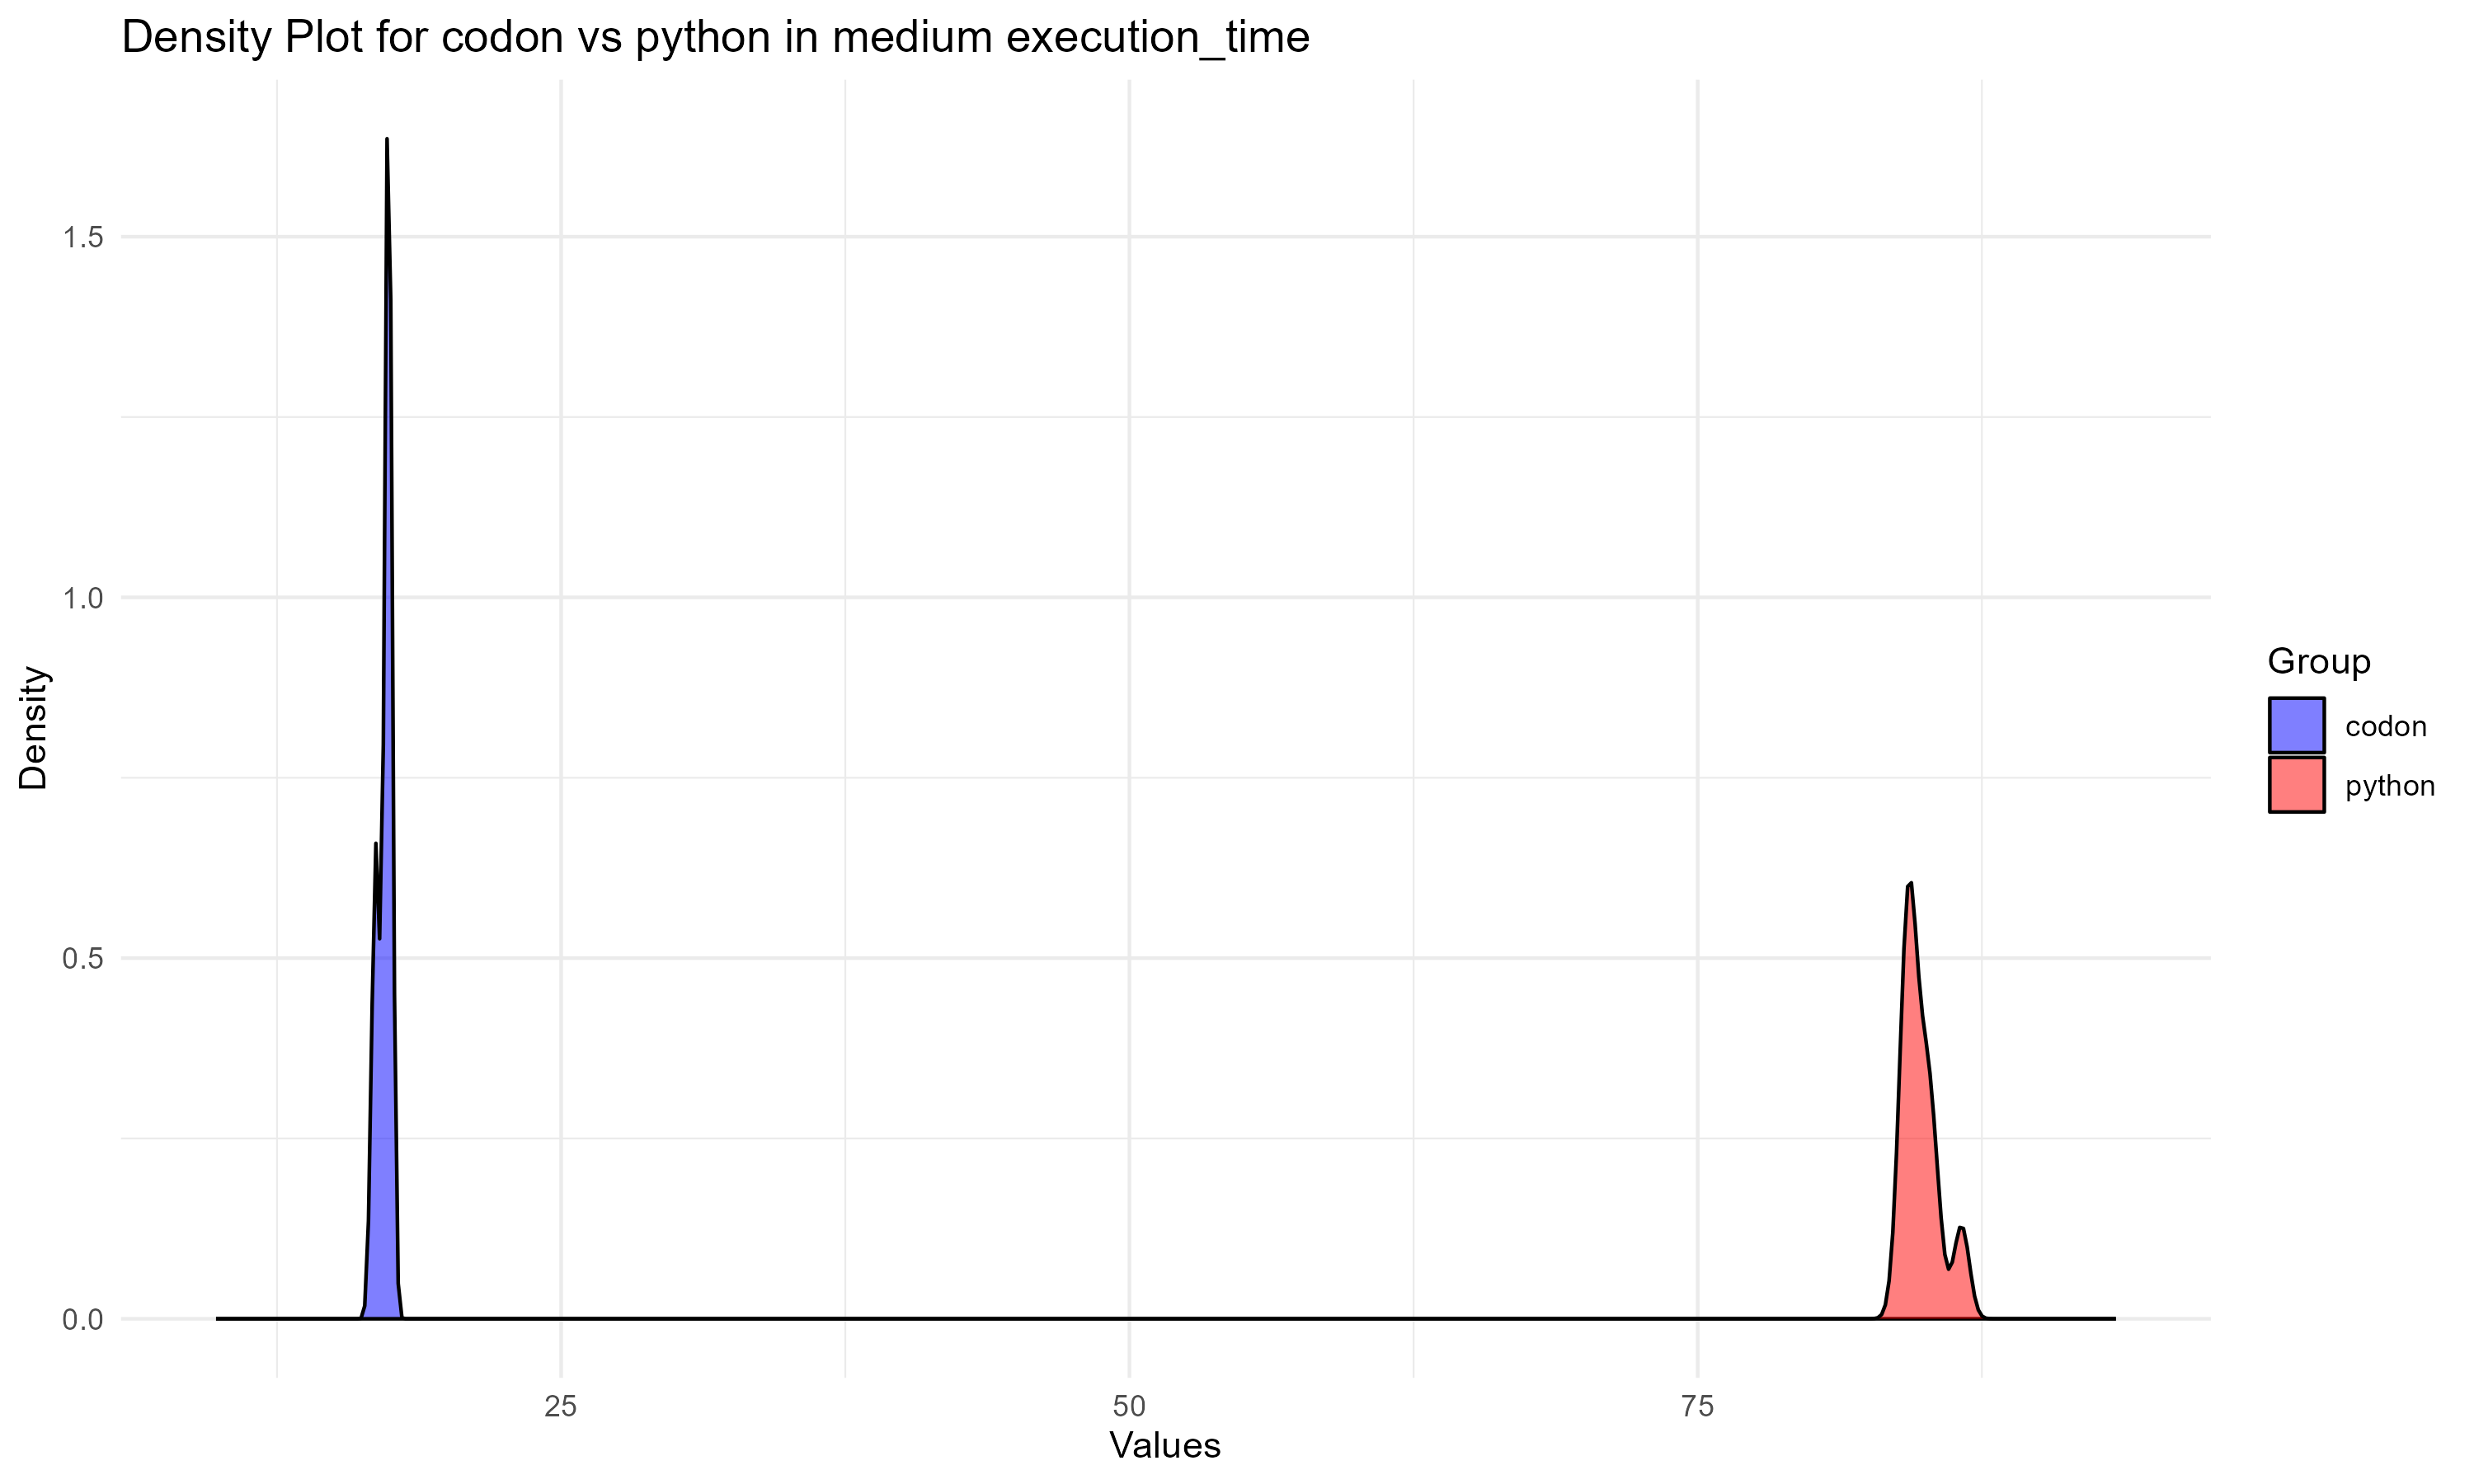 Density Plot for codon vs python in medium execution_time
Density
1.5
1.0
0.5
0.0
25 50 75
Values
Group
codon
python